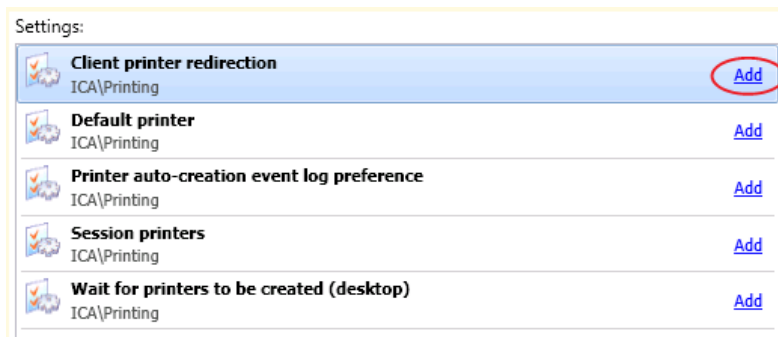 Settings:
Client printer redirection
ICA\Printing
Add
Default printer
ICA\Printing
Add
Printer auto-creation event log preference
ICA\Printing
Add
Session printers
ICA\Printing
Add
Wait for printers to be created (desktop)
ICA\Printing
Add